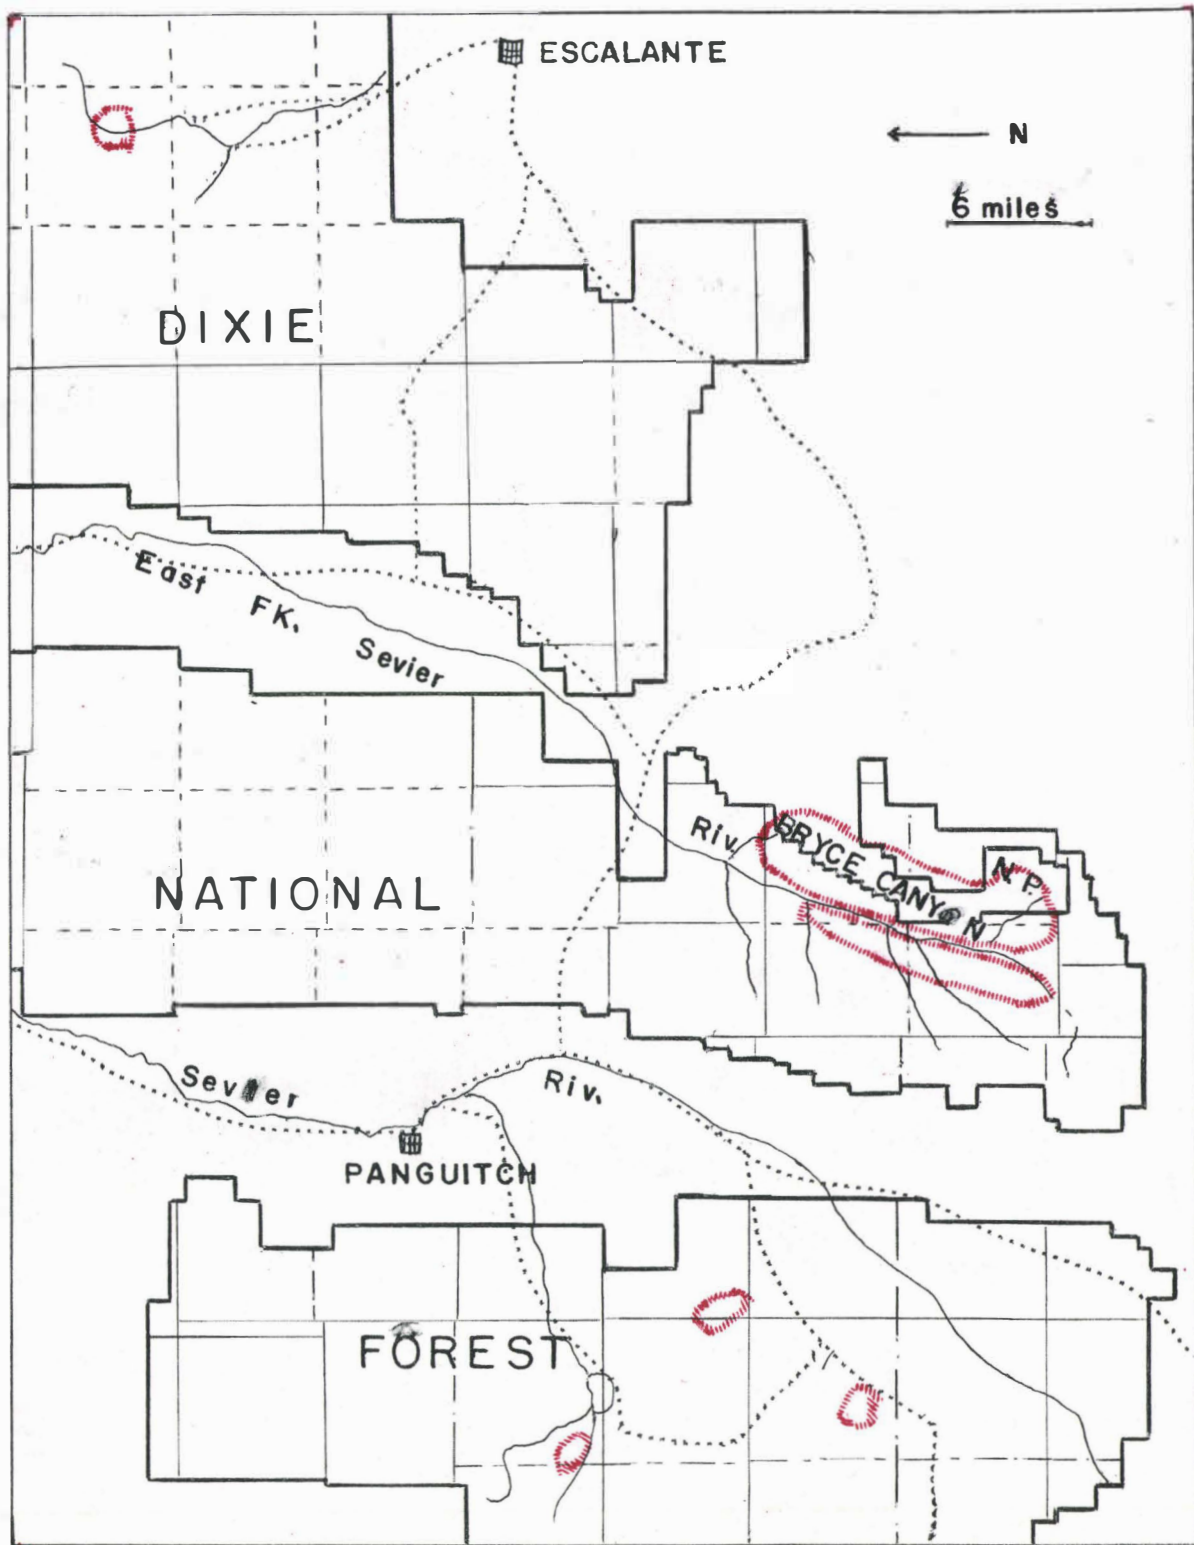 ESCALANTE
N
6 miles
DIXIE
East FK. Sevier Riv.
BRYCE CANYON N.P.
NATIONAL
Sevier Riv.
PANGUITCH
FOREST